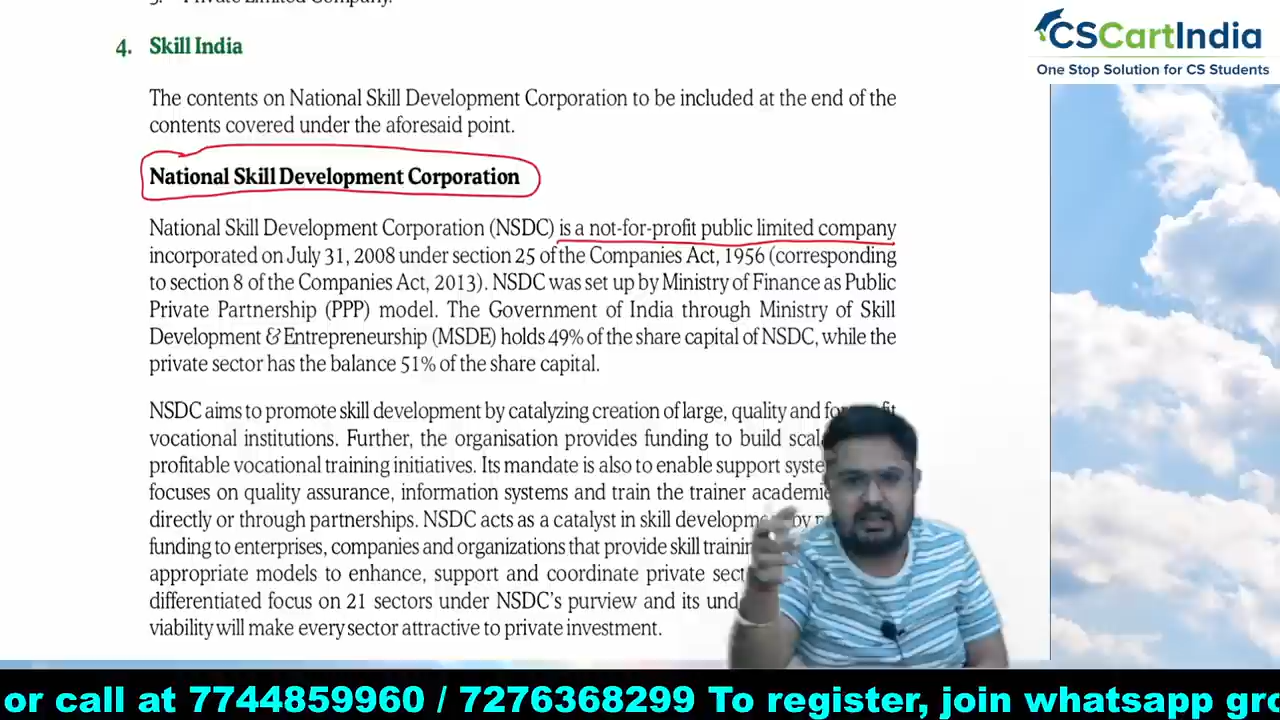 3. Private Limited Company.
CSCartIndia
One Stop Solution for CS Students
4. Skill India
The contents on National Skill Development Corporation to be included at the end of the
contents covered under the aforesaid point.
National Skill Development Corporation
National Skill Development Corporation (NSDC) is a not-for-profit public limited company
incorporated on July 31, 2008 under section 25 of the Companies Act, 1956 (corresponding
to section 8 of the Companies Act, 2013). NSDC was set up by Ministry of Finance as Public
Private Partnership (PPP) model. The Government of India through Ministry of Skill
Development & Entrepreneurship (MSDE) holds 49% of the share capital of NSDC, while the
private sector has the balance 51% of the share capital.
NSDC aims to promote skill development by catalyzing creation of large, quality and
vocational institutions. Further, the organisation provides funding to build
profitable vocational training initiatives. Its mandate is also to enable support
focuses on quality assurance, information systems and train the trainer
directly or through partnerships. NSDC acts as a catalyst in skill
funding to enterprises, companies and organizations that provide skill
appropriate models to enhance, support and coordinate private
differentiated focus on 21 sectors under NSDC's purview and its
viability will make every sector attractive to private investment.
or call at 7744859960 / 7276368299 To register, join whatsapp